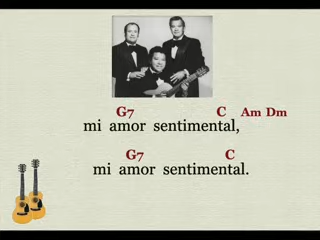 G7 C Am Dm
mi amor sentimental,
G7 C
mi amor sentimental.